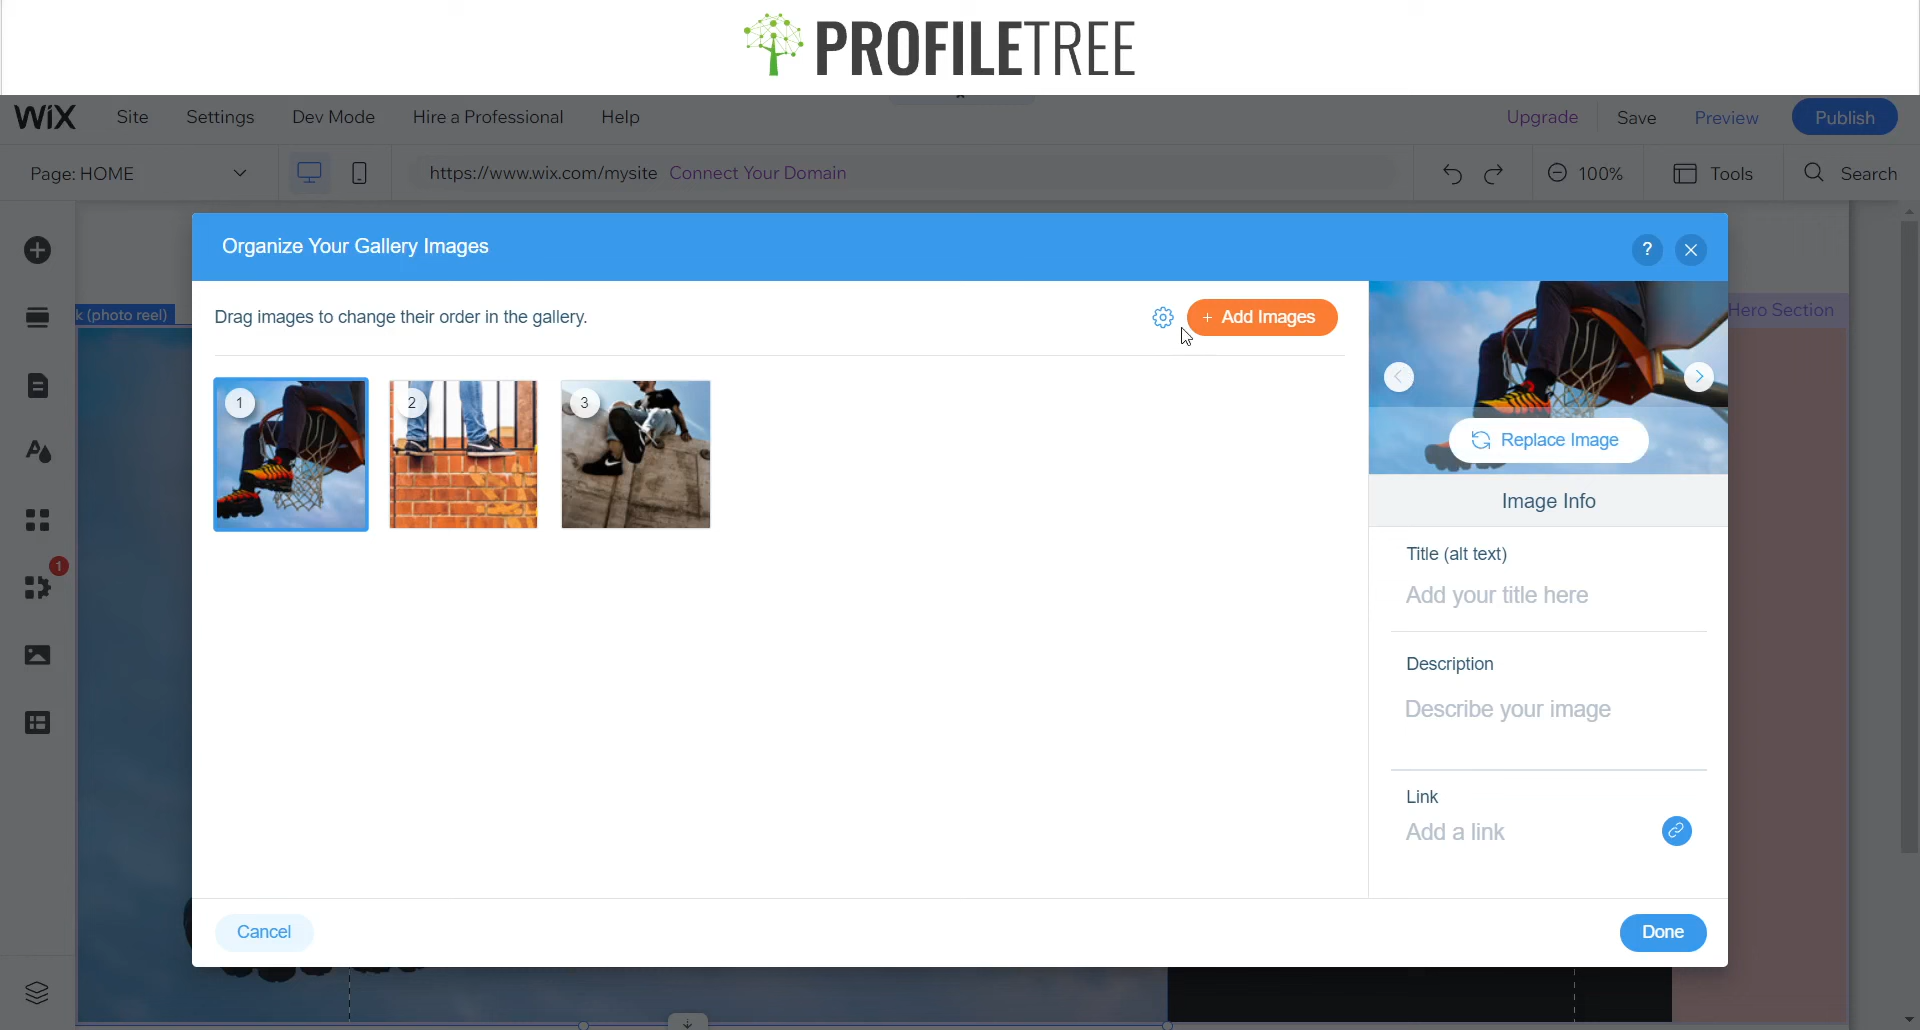 PROFILETREE
WiX Site Settings Dev Mode Hire a Professional Help Upgrade Save Preview Publish
Page: HOME https://www.wix.com/mysite Connect Your Domain 100% Tools Search
Organize Your Gallery Images ?
k (photo reel)
Drag images to change their order in the gallery. + Add Images
Hero Section
1 2 3
Replace Image
Image Info
Title (alt text)
Add your title here
1
Description
Describe your image
Link
Add a link
Cancel Done